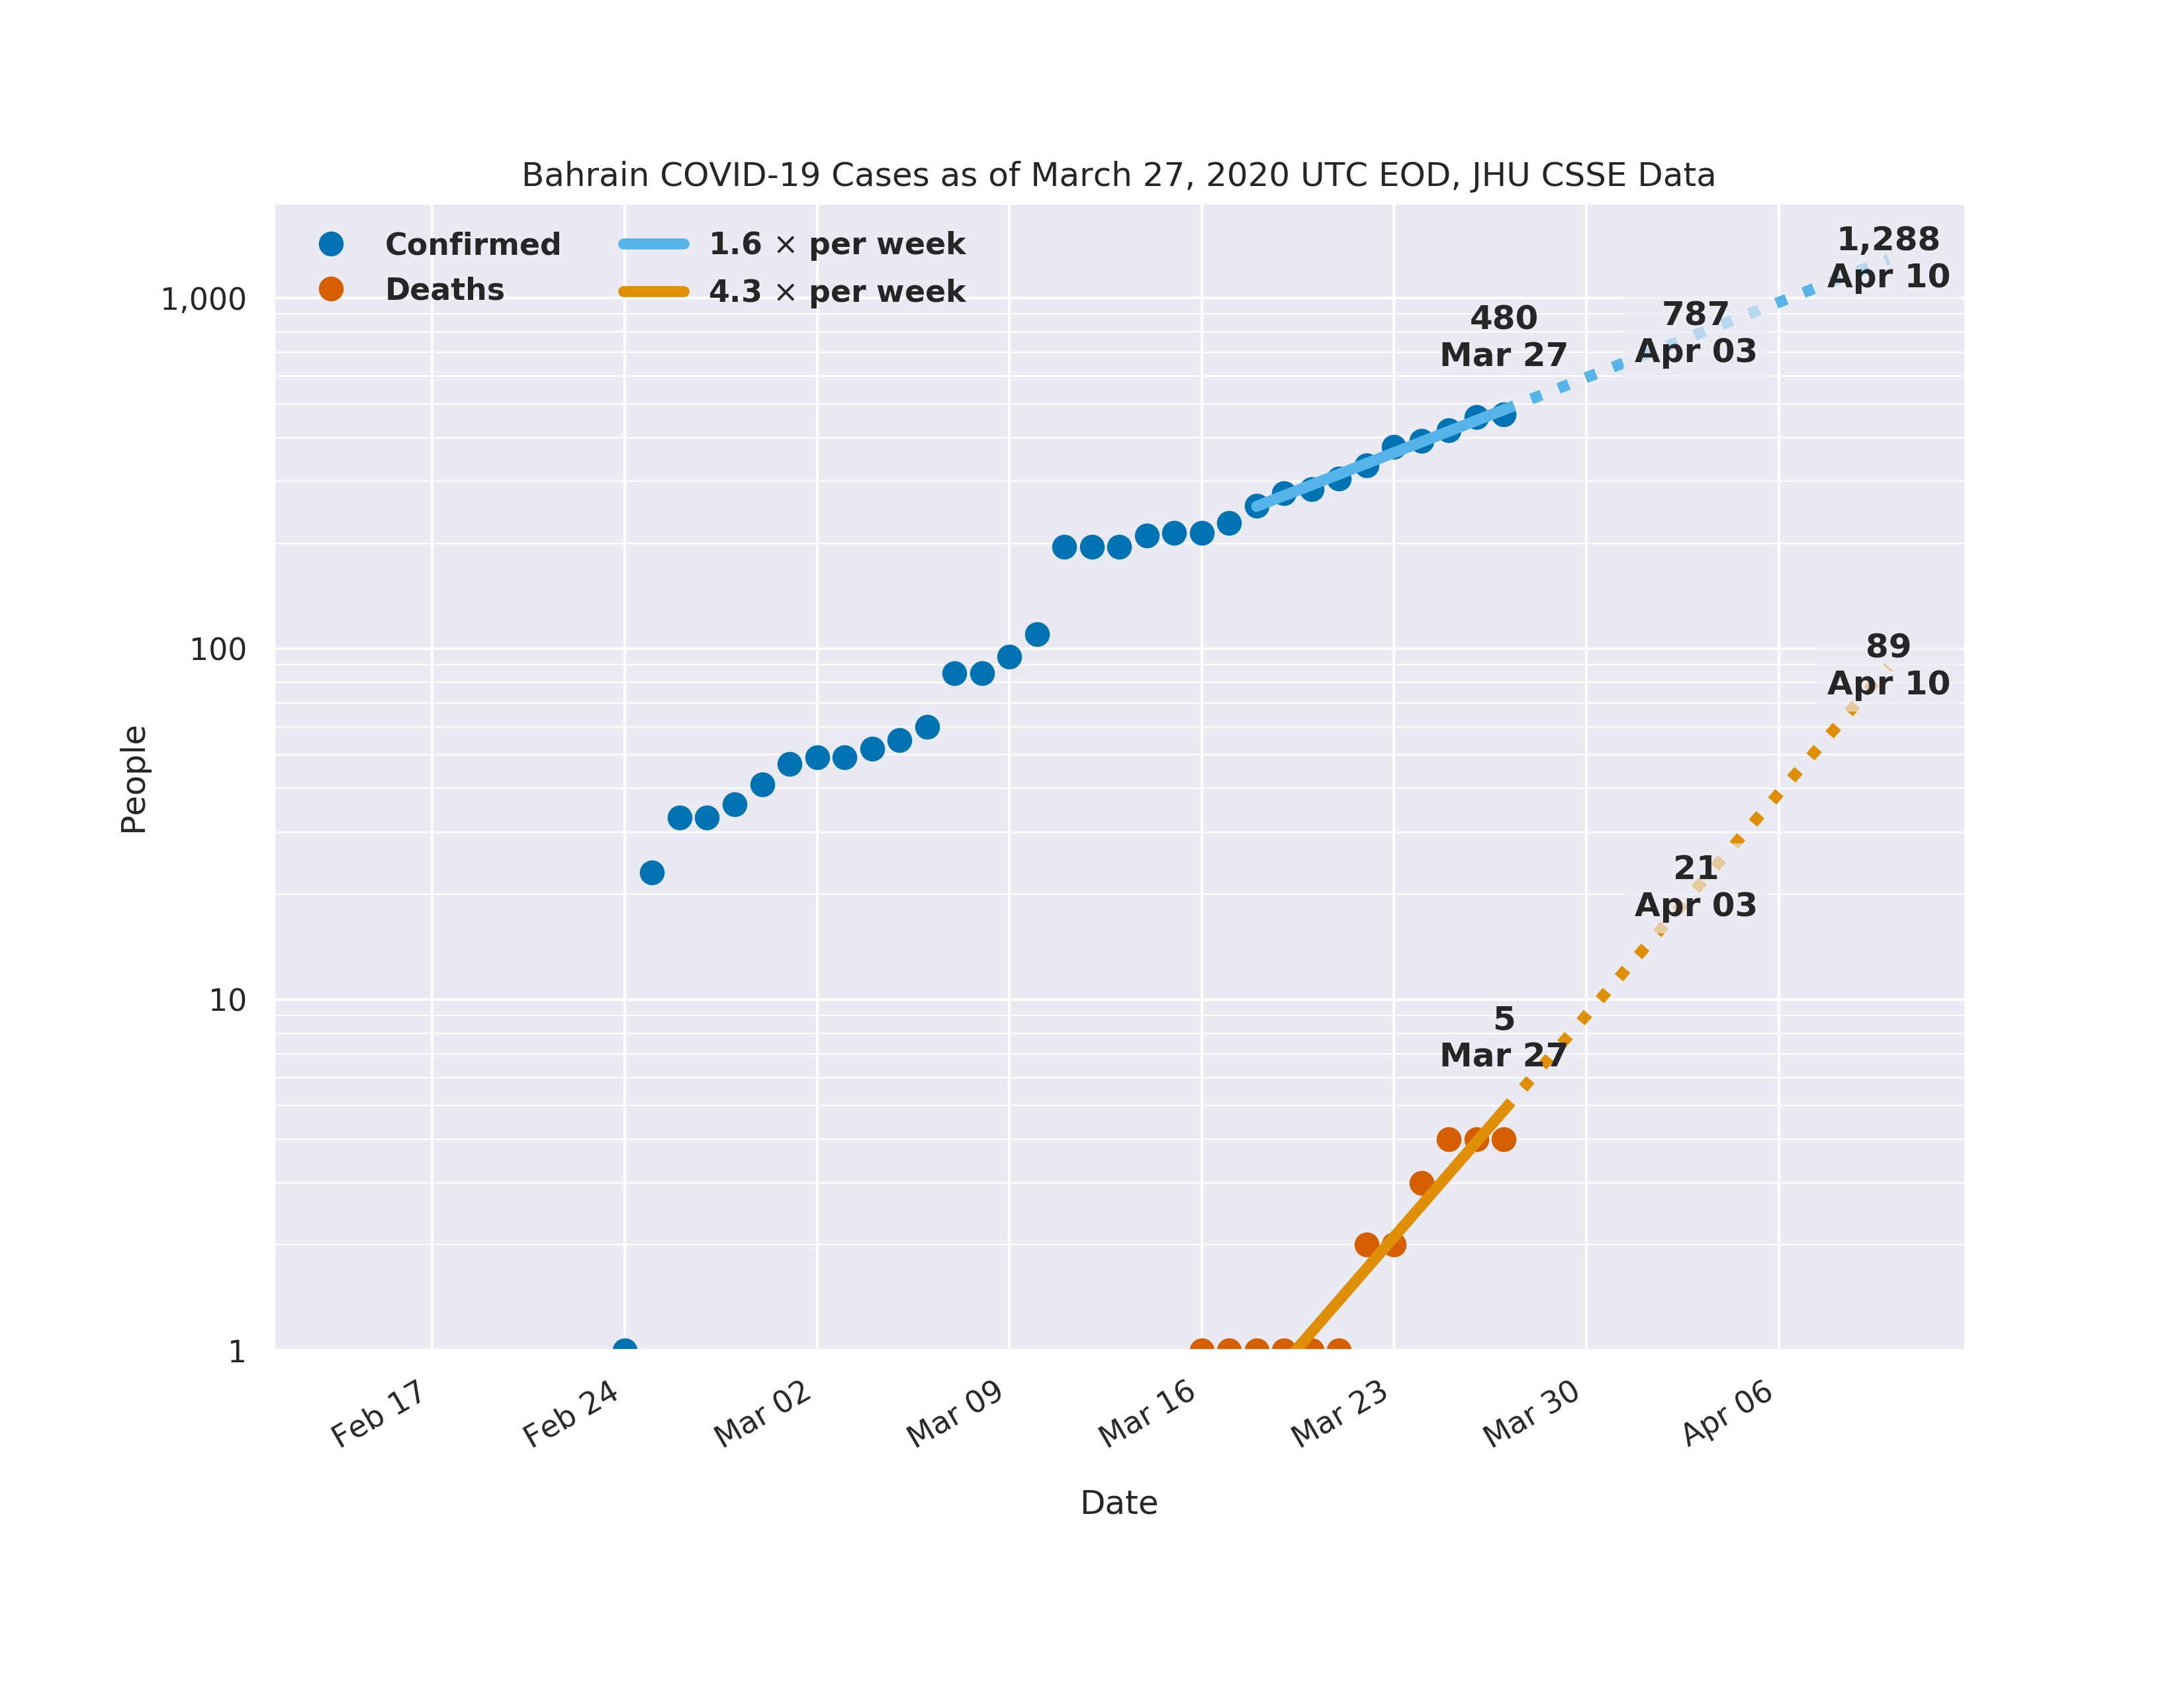 Bahrain COVID-19 Cases as of March 27, 2020 UTC EOD, JHU CSSE Data
Confirmed
Deaths
1.6 × per week
4.3 × per week
1,288
Apr 10
787
Apr 03
480
Mar 27
89
Apr 10
21
Apr 03
5
Mar 27
1,000
100
10
1
People
Feb 17
Feb 24
Mar 02
Mar 09
Mar 16
Mar 23
Mar 30
Apr 06
Date